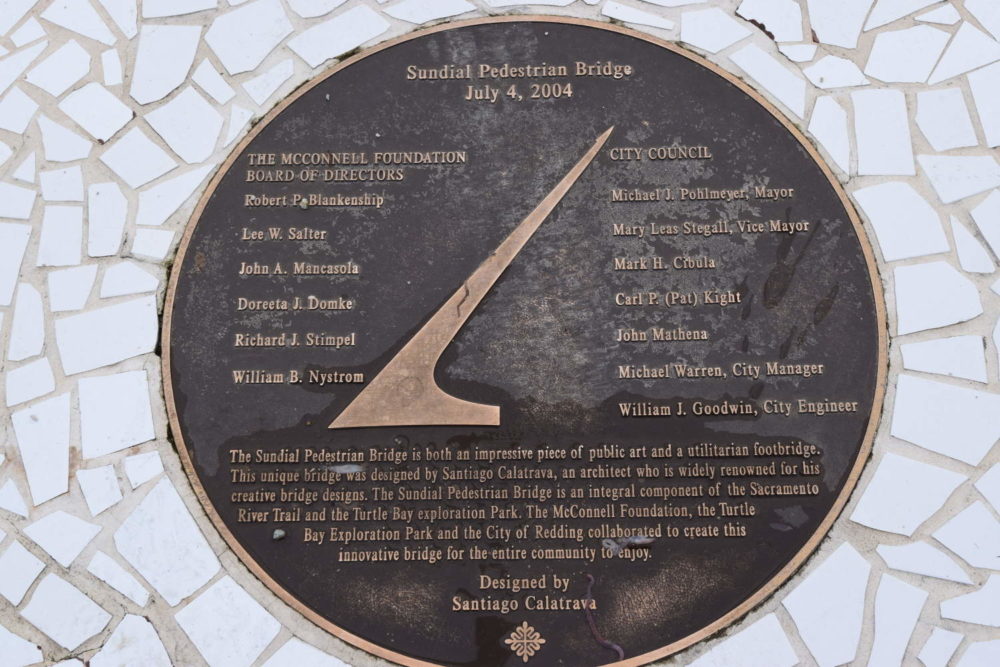 Sundial Pedestrian Bridge
July 4, 2004
THE MCCONNELL FOUNDATION
BOARD OF DIRECTORS
Robert P. Blankenship
Lee W. Salter
John A. Mancasola
Doreeta J. Domke
Richard J. Stimpel
William B. Nystrom
CITY COUNCIL
Michael J. Pohlmeyer, Mayor
Mary Leas Stegall, Vice Mayor
Mark H. Cibula
Carl P. (Pat) Kight
John Mathena
Michael Warren, City Manager
William J. Goodwin, City Engineer
The Sundial Pedestrian Bridge is both an impressive piece of public art and a utilitarian footbridge.
This unique bridge was designed by Santiago Calatrava, an architect who is widely renowned for his
creative bridge designs. The Sundial Pedestrian Bridge is an integral component of the Sacramento
River Trail and the Turtle Bay exploration Park. The McConnell Foundation, the Turtle
Bay Exploration Park and the City of Redding collaborated to create this
innovative bridge for the entire community to enjoy.
Designed by
Santiago Calatrava